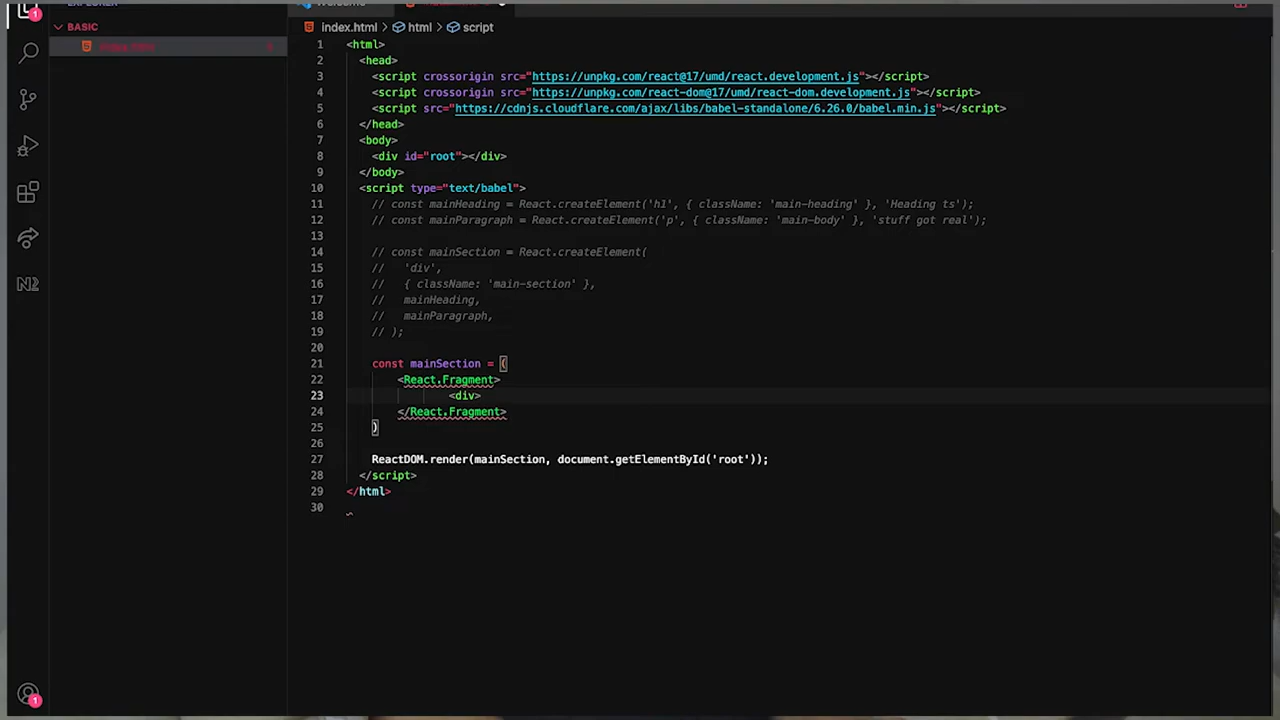 EXPLORER
Welcome
1
BASIC
index.html
index.html > html > script
1 <html>
2 <head>
3 <script crossorigin src="https://unpkg.com/react@17/umd/react.development.js"></script>
4 <script crossorigin src="https://unpkg.com/react-dom@17/umd/react-dom.development.js"></script>
5 <script src="https://cdnjs.cloudflare.com/ajax/libs/babel-standalone/6.26.0/babel.min.js"></script>
6 </head>
7 <body>
8 <div id="root"></div>
9 </body>
10 <script type="text/babel">
11 // const mainHeading = React.createElement('h1', { className: 'main-heading' }, 'Heading ts');
12 // const mainParagraph = React.createElement('p', { className: 'main-body' }, 'stuff got real');
13
14 // const mainSection = React.createElement(
15 // 'div',
16 // { className: 'main-section' },
17 // mainHeading,
18 // mainParagraph,
19 // );
20
21 const mainSection = (
22 <React.Fragment>
23 <div>
24 </React.Fragment>
25 )
26
27 ReactDOM.render(mainSection, document.getElementById('root'));
28 </script>
29 </html>
30
1